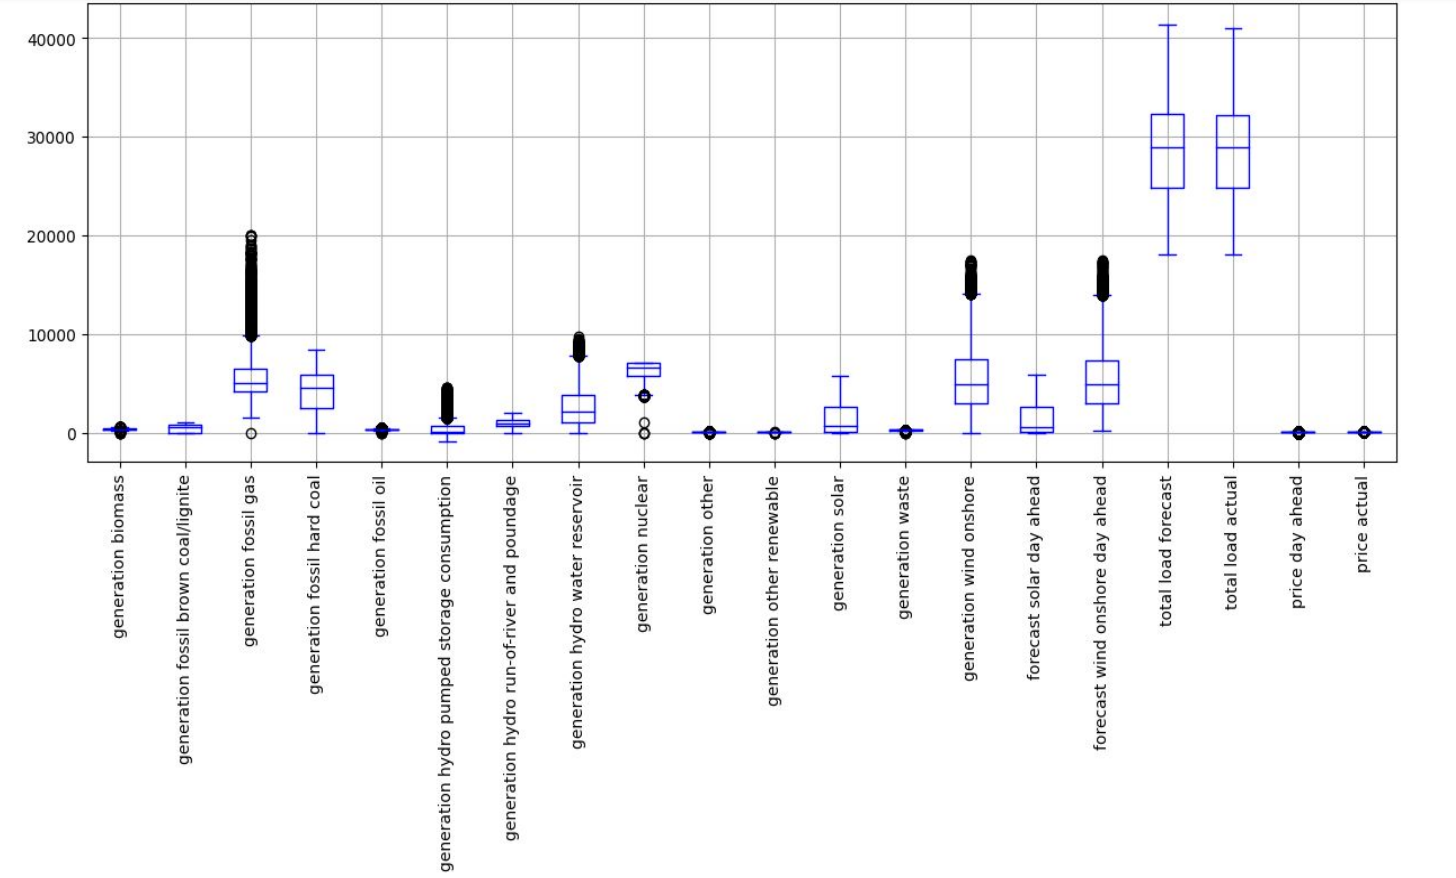 40000
30000
20000
10000
0
generation biomass
generation fossil brown coal/lignite
generation fossil gas
generation fossil hard coal
generation fossil oil
generation hydro pumped storage consumption
generation hydro run-of-river and poundage
generation hydro water reservoir
generation nuclear
generation other
generation other renewable
generation solar
generation waste
generation wind onshore
forecast solar day ahead
forecast wind onshore day ahead
total load forecast
total load actual
price day ahead
price actual